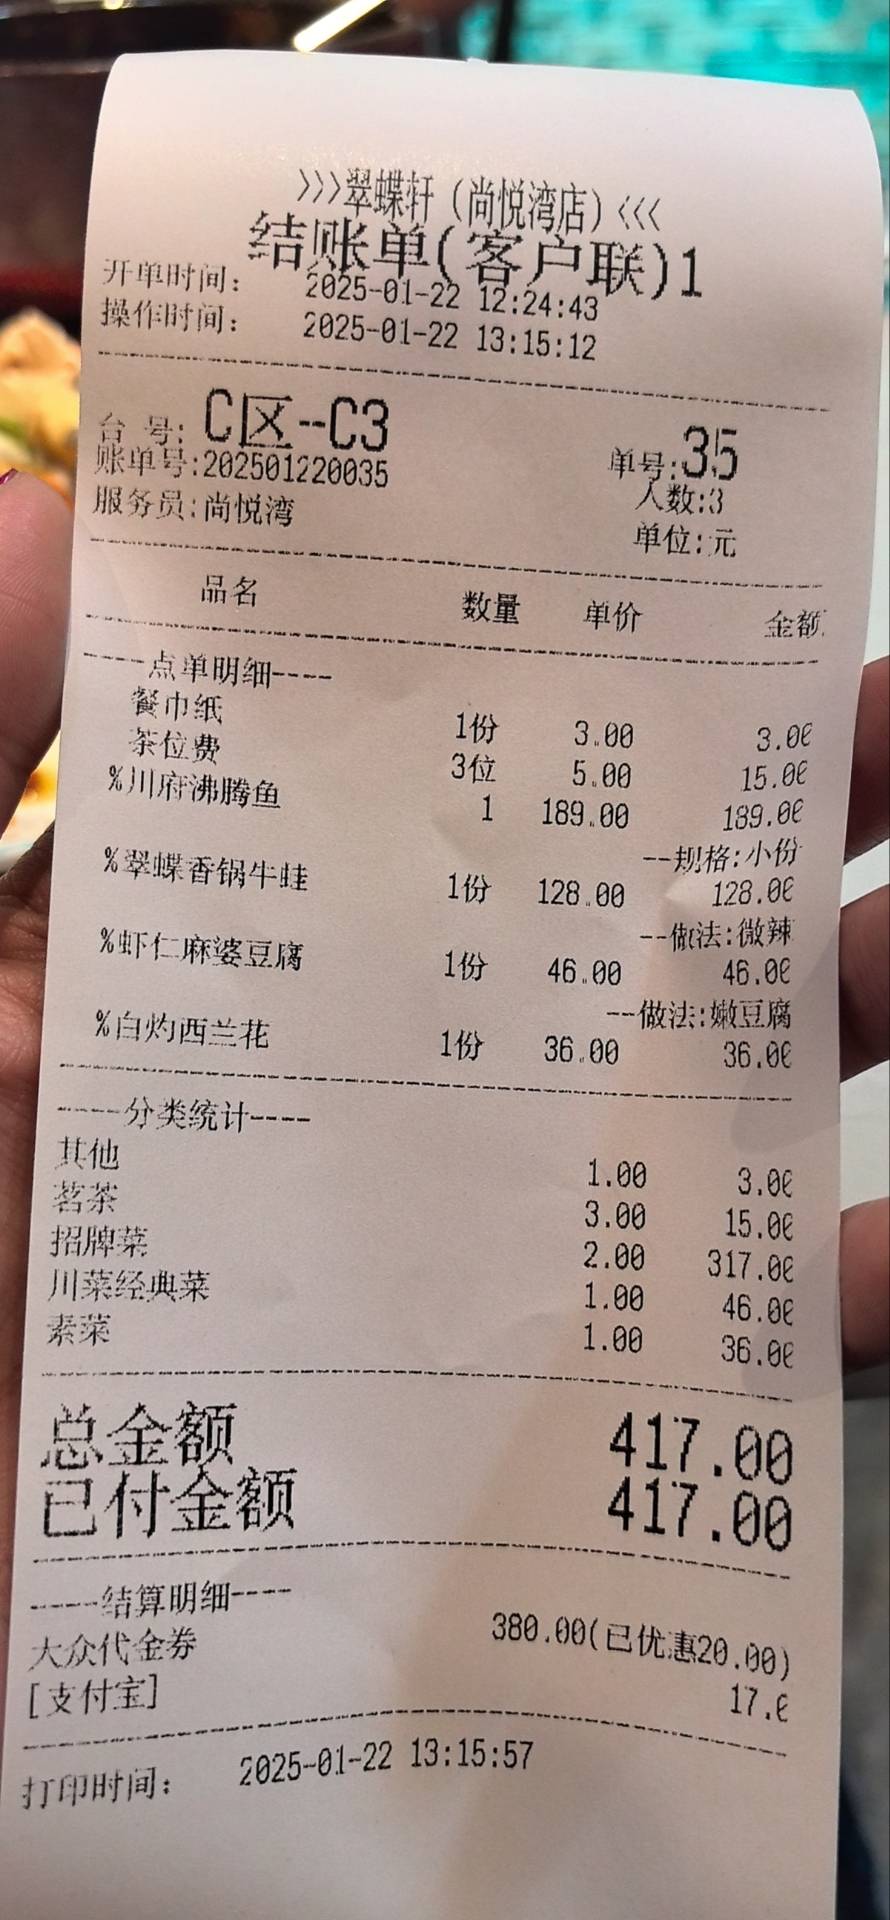 >>>翠蝶轩(尚悦湾店)<<<
结账单(客户联)1
开单时间: 2025-01-22 12:24:43
操作时间: 2025-01-22 13:15:12
台 号: C区--C3 单号:35
账单号:202501220035 人数:3
服务员:尚悦湾 单位:元
品名 数量 单价 金额
-----点单明细----
餐巾纸 1份 3.00 3.00
茶位费 3位 5.00 15.00
%川府沸腾鱼 1 189.00 189.00
--规格:小份
%翠蝶香锅牛蛙 1份 128.00 128.00
--做法:微辣
%虾仁麻婆豆腐 1份 46.00 46.00
--做法:嫩豆腐
%白灼西兰花 1份 36.00 36.00
-----分类统计----
其他 1.00 3.00
茗茶 3.00 15.00
招牌菜 2.00 317.00
川菜经典菜 1.00 46.00
素菜 1.00 36.00
总金额 417.00
已付金额 417.00
-----结算明细----
大众代金券 380.00(已优惠20.00)
[支付宝] 17.0
打印时间: 2025-01-22 13:15:57